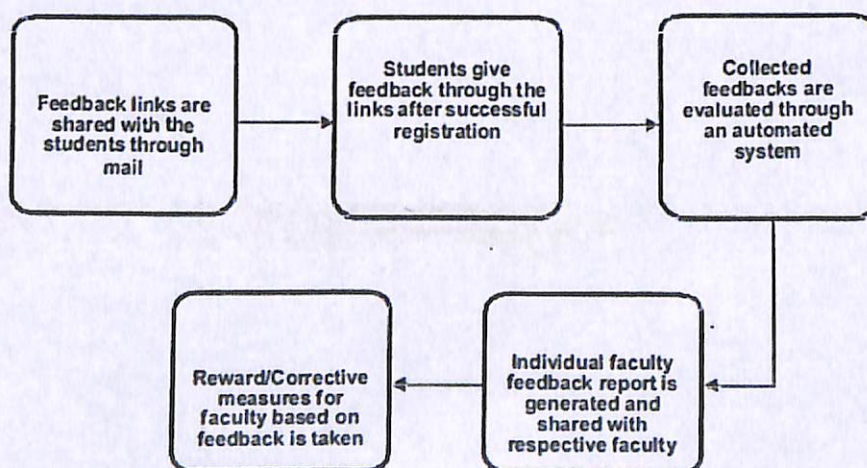 Feedback links are
shared with the
students through
mail
Students give
feedback through the
links after successful
registration
Collected
feedbacks are
evaluated through
an automated
system
Individual faculty
feedback report is
generated and
shared with
respective faculty
Reward/Corrective
measures for
faculty based on
feedback is taken